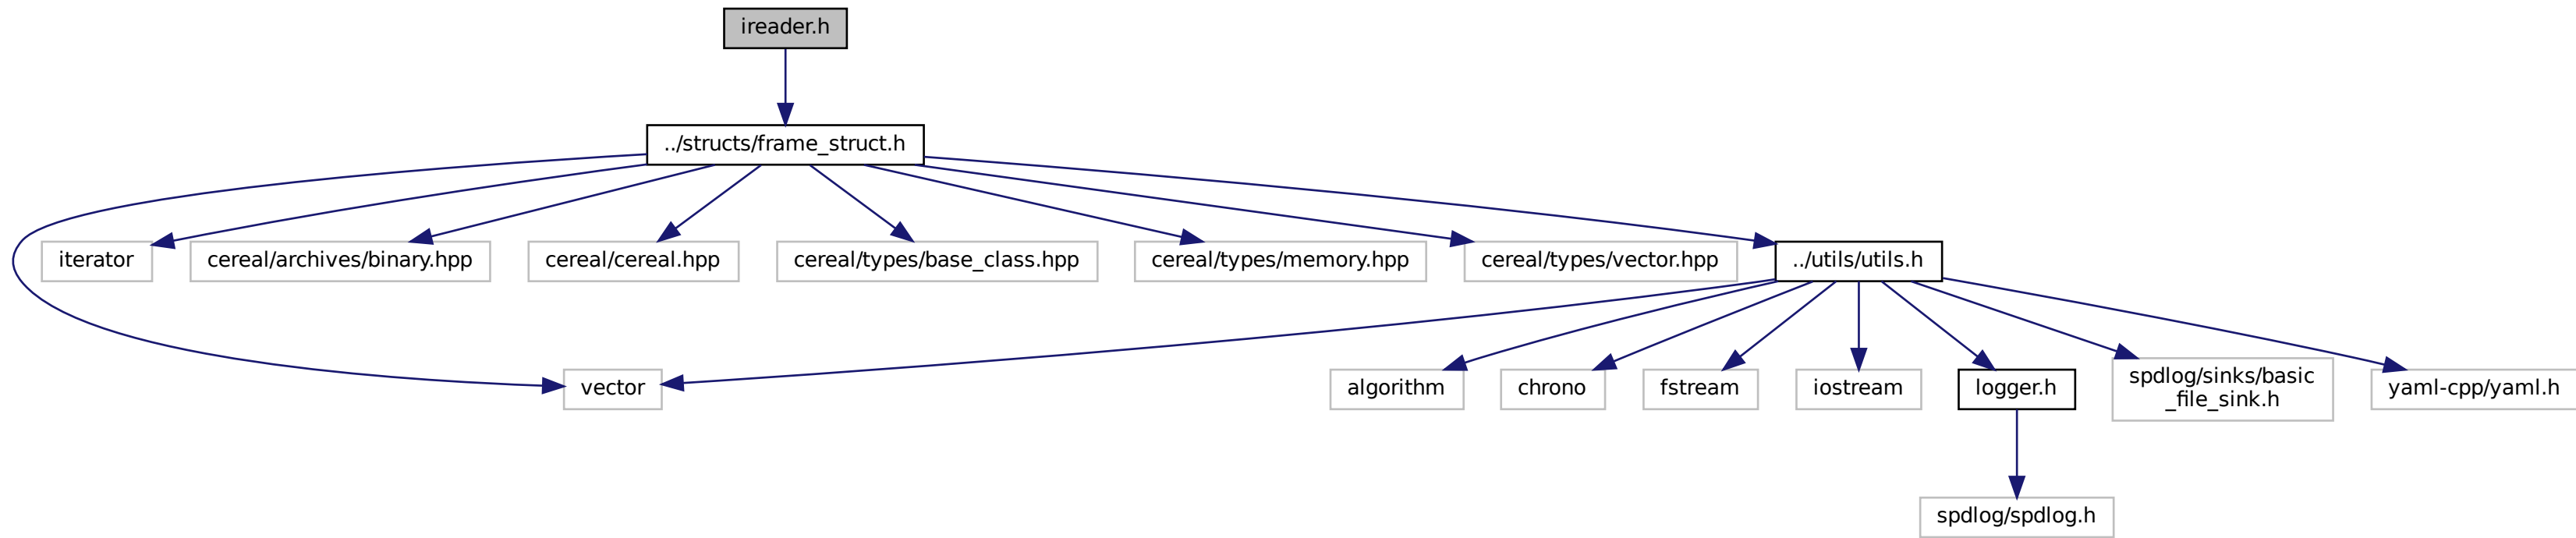 ireader.h
../structs/frame_struct.h
iterator
cereal/archives/binary.hpp
cereal/cereal.hpp
cereal/types/base_class.hpp
cereal/types/memory.hpp
cereal/types/vector.hpp
../utils/utils.h
vector
algorithm
chrono
fstream
iostream
logger.h
spdlog/sinks/basic
_file_sink.h
yaml-cpp/yaml.h
spdlog/spdlog.h